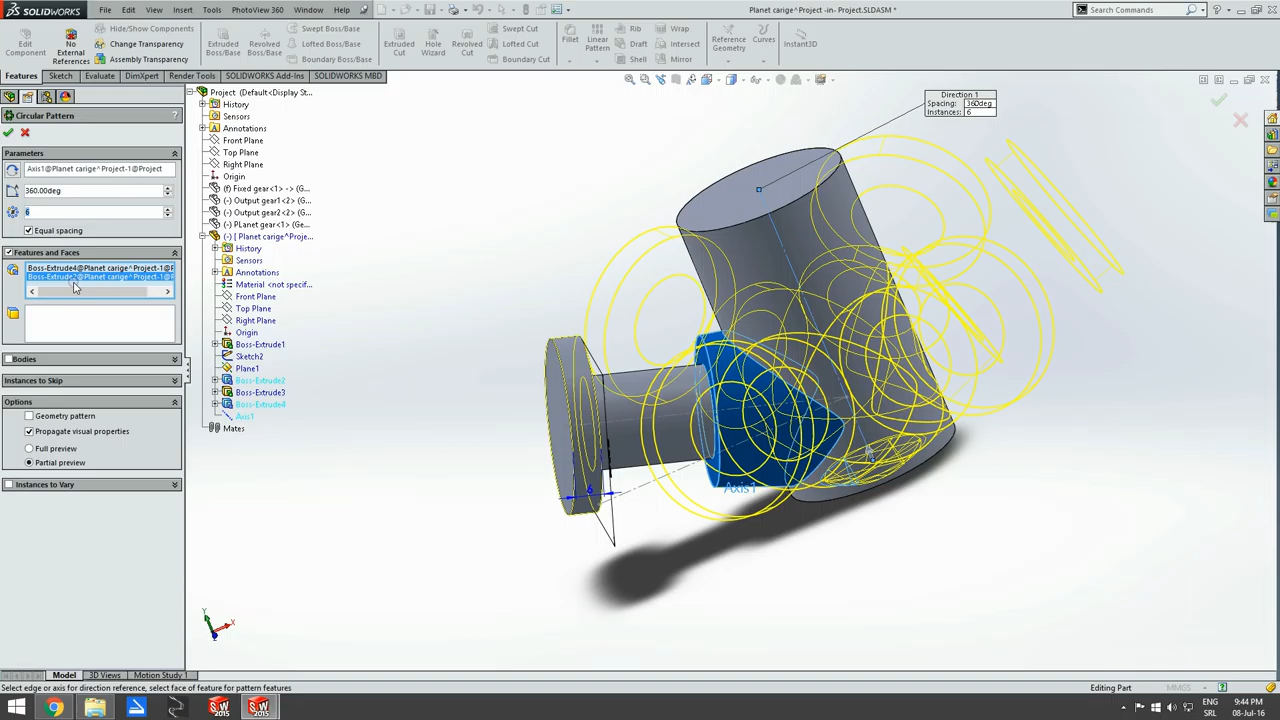 SOLIDWORKS
File
Edit
View
Insert
Tools
PhotoView 360
Window
Help
Planet carige^Project -in- Project.SLDASM *
Search Commands
Edit
Component
No
External
References
Hide/Show Components
Change Transparency
Assembly Transparency
Extruded
Boss/Base
Revolved
Boss/Base
Swept Boss/Base
Lofted Boss/Base
Boundary Boss/Base
Extruded
Cut
Hole
Wizard
Revolved
Cut
Swept Cut
Lofted Cut
Boundary Cut
Fillet
Linear
Pattern
Rib
Draft
Shell
Wrap
Intersect
Mirror
Reference
Geometry
Curves
Instant3D
Features
Sketch
Evaluate
DimXpert
Render Tools
SOLIDWORKS Add-Ins
SOLIDWORKS MBD
Circular Pattern
?
Parameters
Axis1@Planet carige^Project-1@Project
360.00deg
6
Equal spacing
Features and Faces
Boss-Extrude4@Planet carige^Project-1@P
Boss-Extrude2@Planet carige^Project-1@P
Bodies
Instances to Skip
Options
Geometry pattern
Propagate visual properties
Full preview
Partial preview
Instances to Vary
Project (Default<Display St...
History
Sensors
Annotations
Front Plane
Top Plane
Right Plane
Origin
(f) Fixed gear<1> -> (G...
(-) Output gear1<2> (G...
(-) Output gear2<2> (G...
(-) PLanet gear<1> (Ge...
(-) [ Planet carige^Proje...
History
Sensors
Annotations
Material <not specif...
Front Plane
Top Plane
Right Plane
Origin
Boss-Extrude1
Sketch2
Plane1
Boss-Extrude2
Boss-Extrude3
Boss-Extrude4
Axis1
Mates
Direction 1
Spacing: 360deg
Instances: 6
6
Axis1
Y
X
Model
3D Views
Motion Study 1
Select edge or axis for direction reference, select face of feature for pattern features
Editing Part
MMGS
2015
2015
ENG
SRL
9:44 PM
08-Jul-16